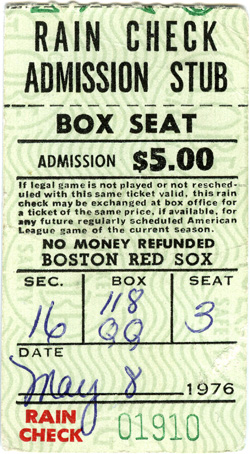 RAIN CHECK
ADMISSION STUB
BOX SEAT
ADMISSION $5.00
If legal game is not played or not resched-
uled with this same ticket valid, this rain
check may be exchanged at box office for
a ticket of the same price, if available, for
any future regularly scheduled American
League game of the current season.
NO MONEY REFUNDED
BOSTON RED SOX
SEC. BOX SEAT
16 118 QQ 3
DATE
May 8 1976
RAIN
CHECK 01910